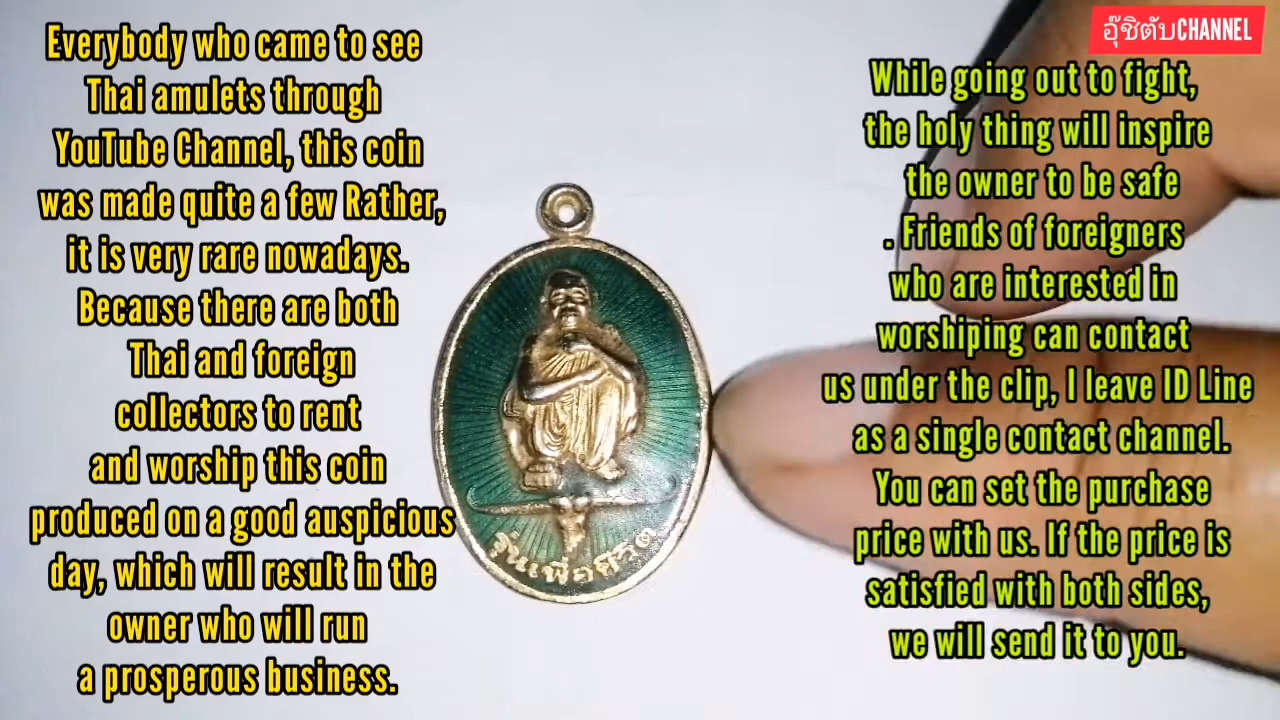 อุ๊ซิตับCHANNEL
Everybody who came to see
Thai amulets through
YouTube Channel, this coin
was made quite a few Rather,
it is very rare nowadays.
Because there are both
Thai and foreign
collectors to rent
and worship this coin
produced on a good auspicious
day, which will result in the
owner who will run
a prosperous business.
While going out to fight,
the holy thing will inspire
the owner to be safe
. Friends of foreigners
who are interested in
worshiping can contact
us under the clip, I leave ID Line
as a single contact channel.
You can set the purchase
price with us. If the price is
satisfied with both sides,
we will send it to you.